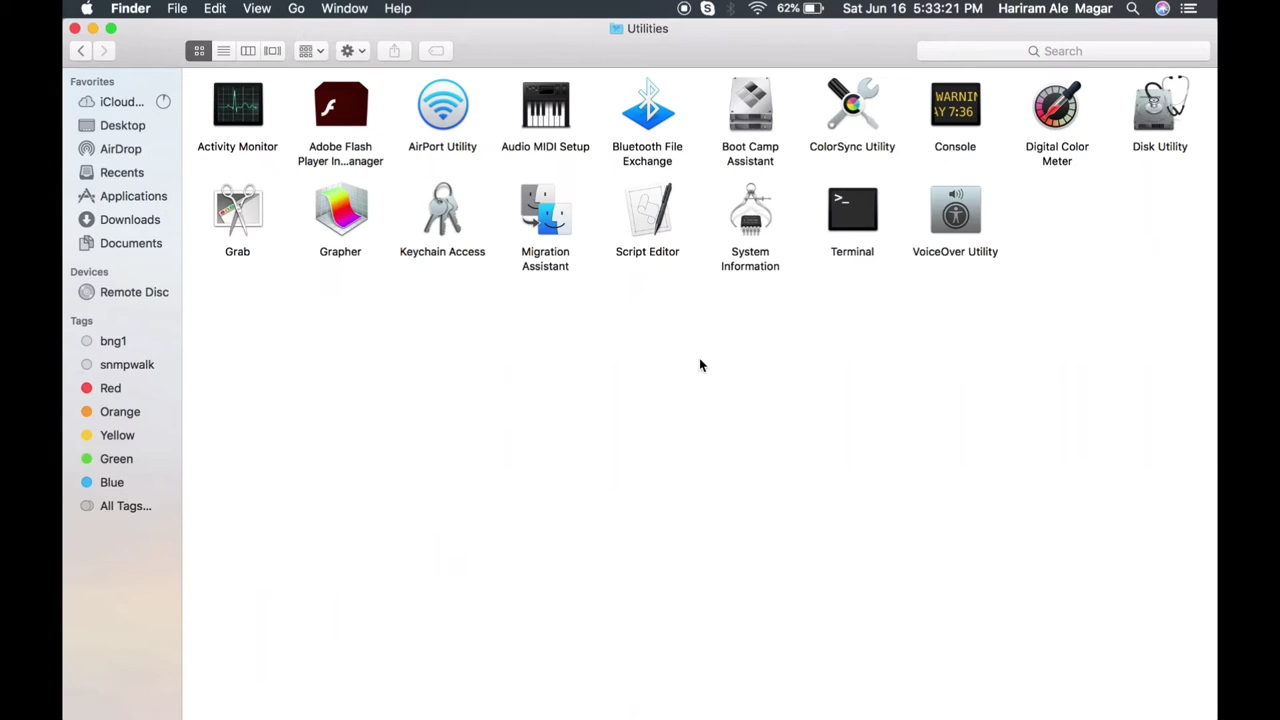 Finder File Edit View Go Window Help 62% Sat Jun 16 5:33:21 PM Hariram Ale Magar
Utilities
Search
Favorites
iCloud...
Desktop
AirDrop
Recents
Applications
Downloads
Documents
Devices
Remote Disc
Tags
bng1
snmpwalk
Red
Orange
Yellow
Green
Blue
All Tags...
WARNIN
AY 7:36
Activity Monitor
Adobe Flash
Player In...anager
AirPort Utility
Audio MIDI Setup
Bluetooth File
Exchange
Boot Camp
Assistant
ColorSync Utility
Console
Digital Color
Meter
Disk Utility
>_
Grab
Grapher
Keychain Access
Migration
Assistant
Script Editor
System
Information
Terminal
VoiceOver Utility